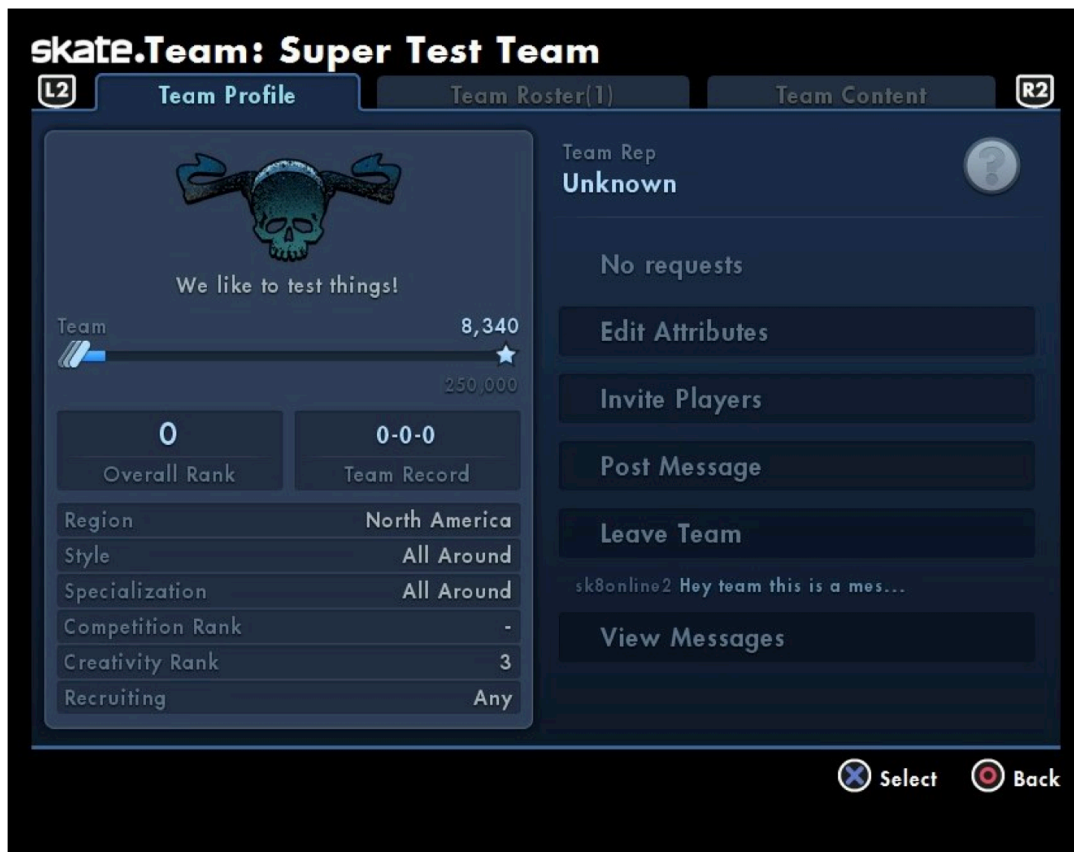 skate.Team: Super Test Team
L2
Team Profile
Team Roster(1)
Team Content
R2
We like to test things!
Team
8,340
250,000
0
Overall Rank
0-0-0
Team Record
Region North America
Style All Around
Specialization All Around
Competition Rank -
Creativity Rank 3
Recruiting Any
Team Rep
Unknown
?
No requests
Edit Attributes
Invite Players
Post Message
Leave Team
sk8online2 Hey team this is a mes...
View Messages
Select
Back